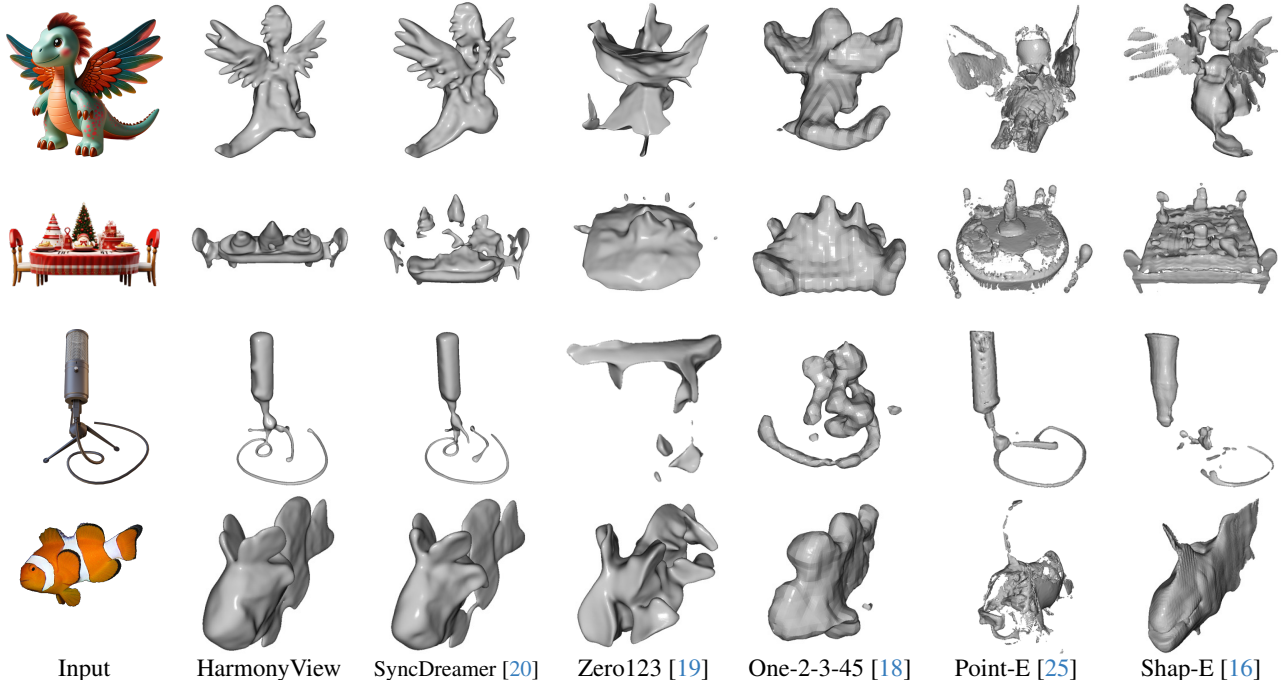 Input HarmonyView SyncDreamer [20] Zero123 [19] One-2-3-45 [18] Point-E [25] Shap-E [16]